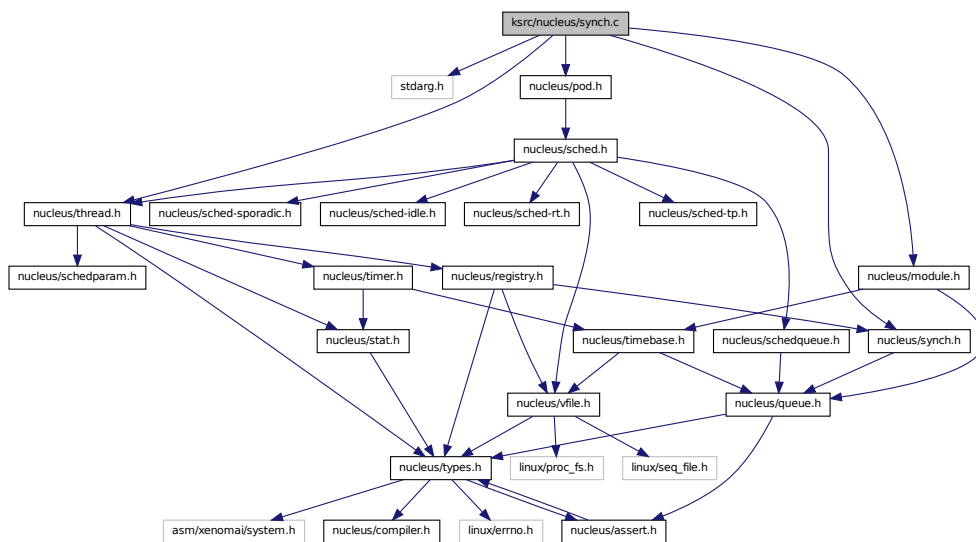 ksrc/nucleus/synch.c
stdarg.h
nucleus/pod.h
nucleus/sched.h
nucleus/thread.h
nucleus/sched-sporadic.h
nucleus/sched-idle.h
nucleus/sched-rt.h
nucleus/sched-tp.h
nucleus/schedparam.h
nucleus/timer.h
nucleus/registry.h
nucleus/module.h
nucleus/stat.h
nucleus/timebase.h
nucleus/schedqueue.h
nucleus/synch.h
nucleus/vfile.h
nucleus/queue.h
nucleus/types.h
linux/proc_fs.h
linux/seq_file.h
asm/xenomai/system.h
nucleus/compiler.h
linux/errno.h
nucleus/assert.h